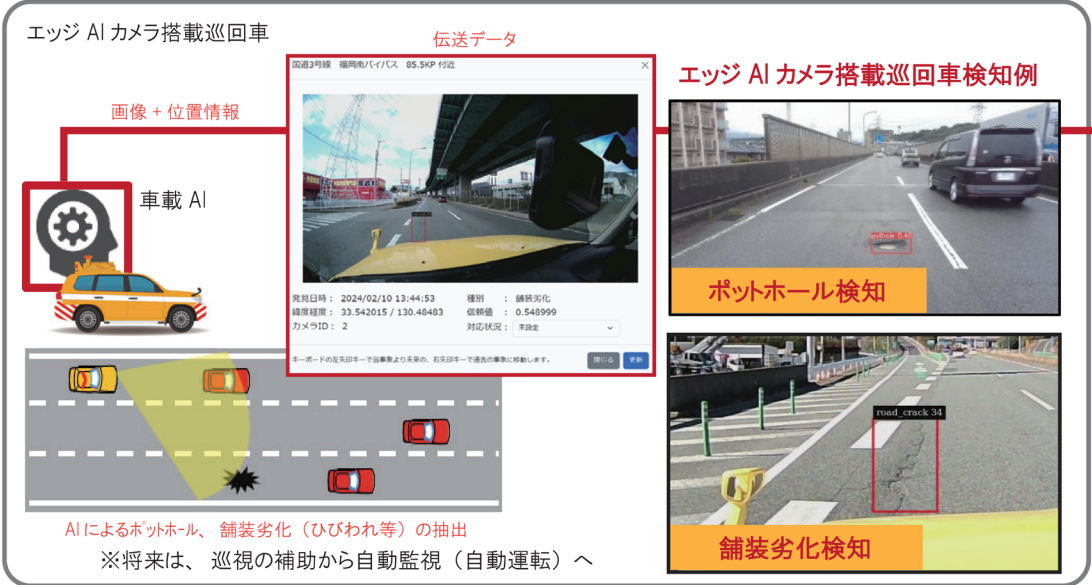 エッジ AI カメラ搭載巡回車
伝送データ
画像 + 位置情報
車載 AI
国道3号線 福岡南バイパス 85.5KP 付近
発見日時： 2024/02/10 13:44:53
種別 ： 舗装劣化
緯度経度： 33.542015 / 130.48483
信頼値 ： 0.548999
カメラID： 2
対応状況： 未設定
キーボードの左矢印キーで当事象より未来の、右矢印キーで過去の事象に移動します。
閉じる
更新
エッジ AI カメラ搭載巡回車検知例
pothole 0.46
ポットホール検知
road_crack 34
舗装劣化検知
AIによるポットホール、舗装劣化（ひびわれ等）の抽出
※将来は、巡視の補助から自動監視（自動運転）へ